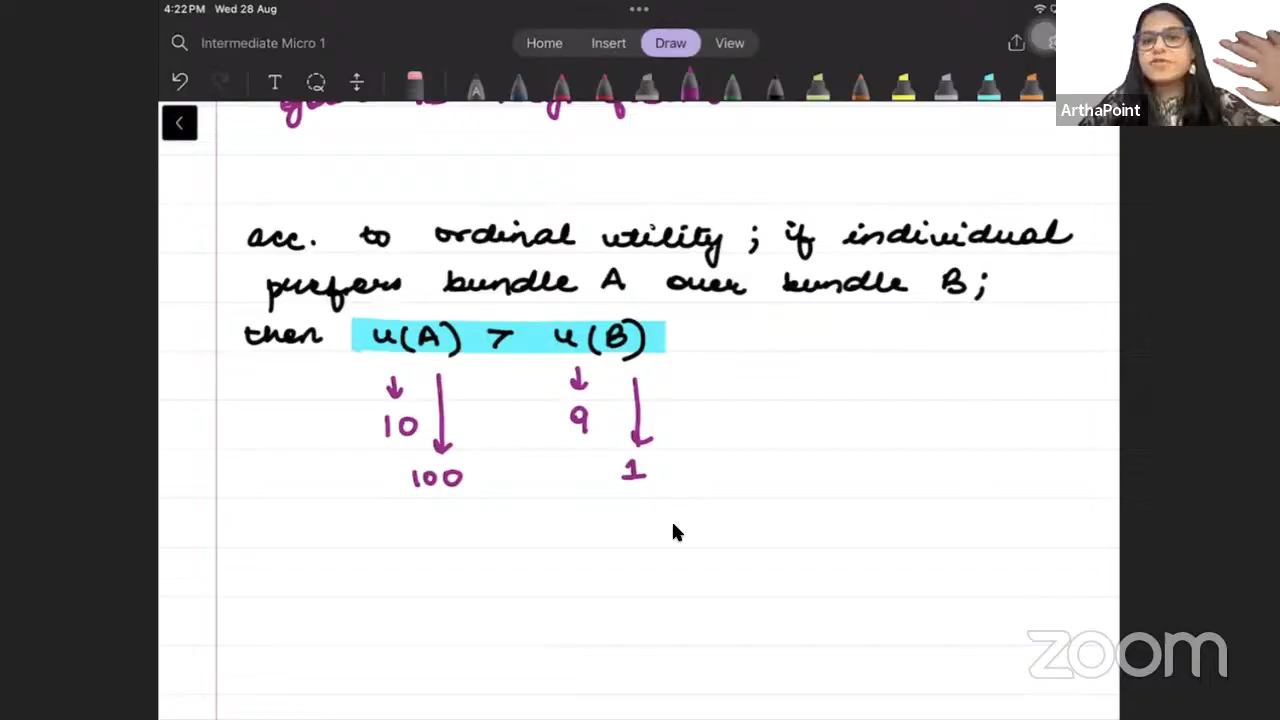 4:22 PM Wed 28 Aug
Intermediate Micro 1
Home Insert Draw View
T
ArthaPoint
acc. to ordinal utility ; if individual
prefers bundle A over bundle B ;
then u(A) > u(B)
10 9
100 1
zoom